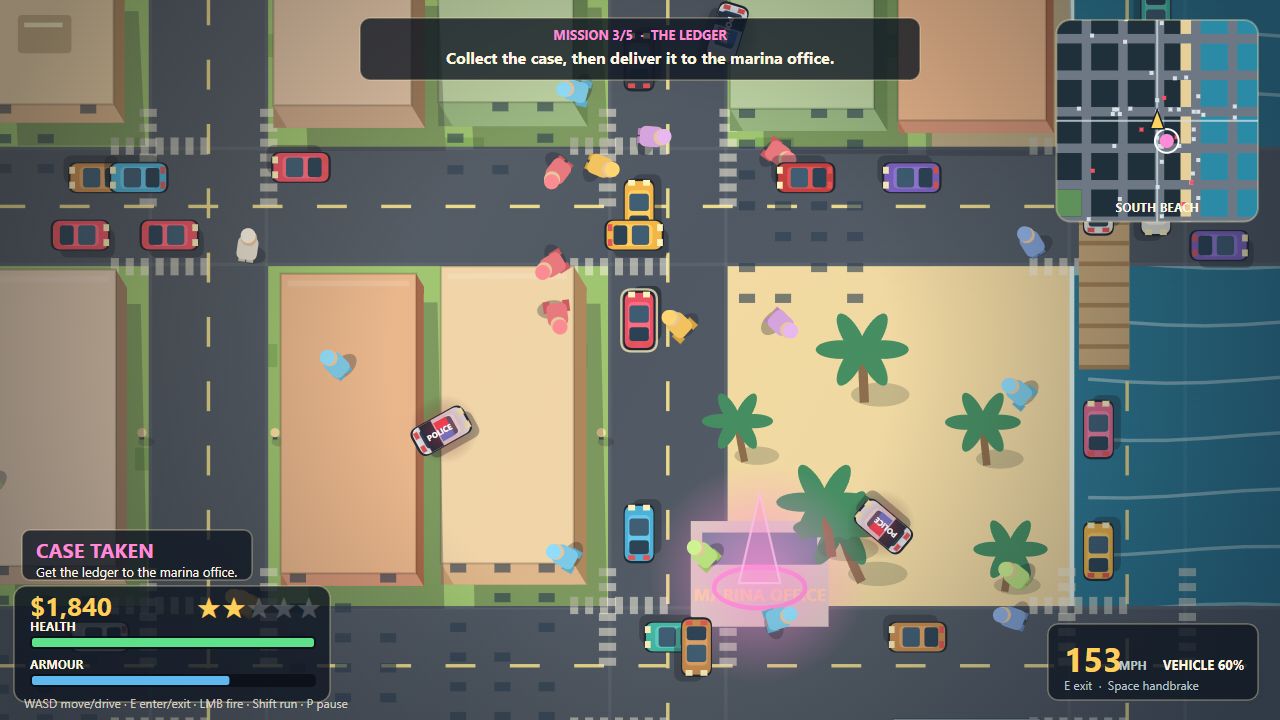 MISSION 3/5 · THE LEDGER
Collect the case, then deliver it to the marina office.
SOUTH BEACH
POLICE
POLICE
MARINA OFFICE
CASE TAKEN
Get the ledger to the marina office.
$1,840
HEALTH
ARMOUR
WASD move/drive · E enter/exit · LMB fire · Shift run · P pause
153 MPH VEHICLE 60%
E exit · Space handbrake